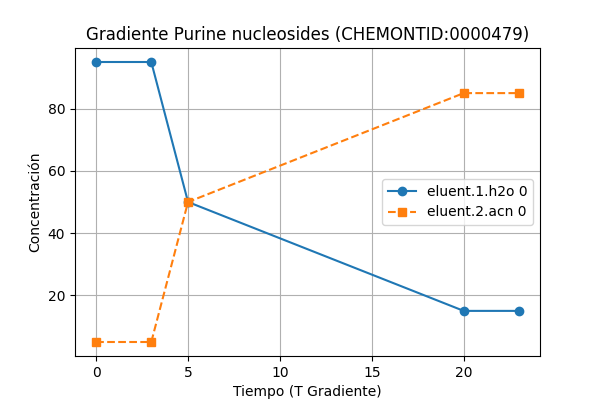 Gradiente Purine nucleosides (CHEMONTID:0000479)
80
60
40
20
Concentración
eluent.1.h2o 0
eluent.2.acn 0
0 5 10 15 20
Tiempo (T Gradiente)